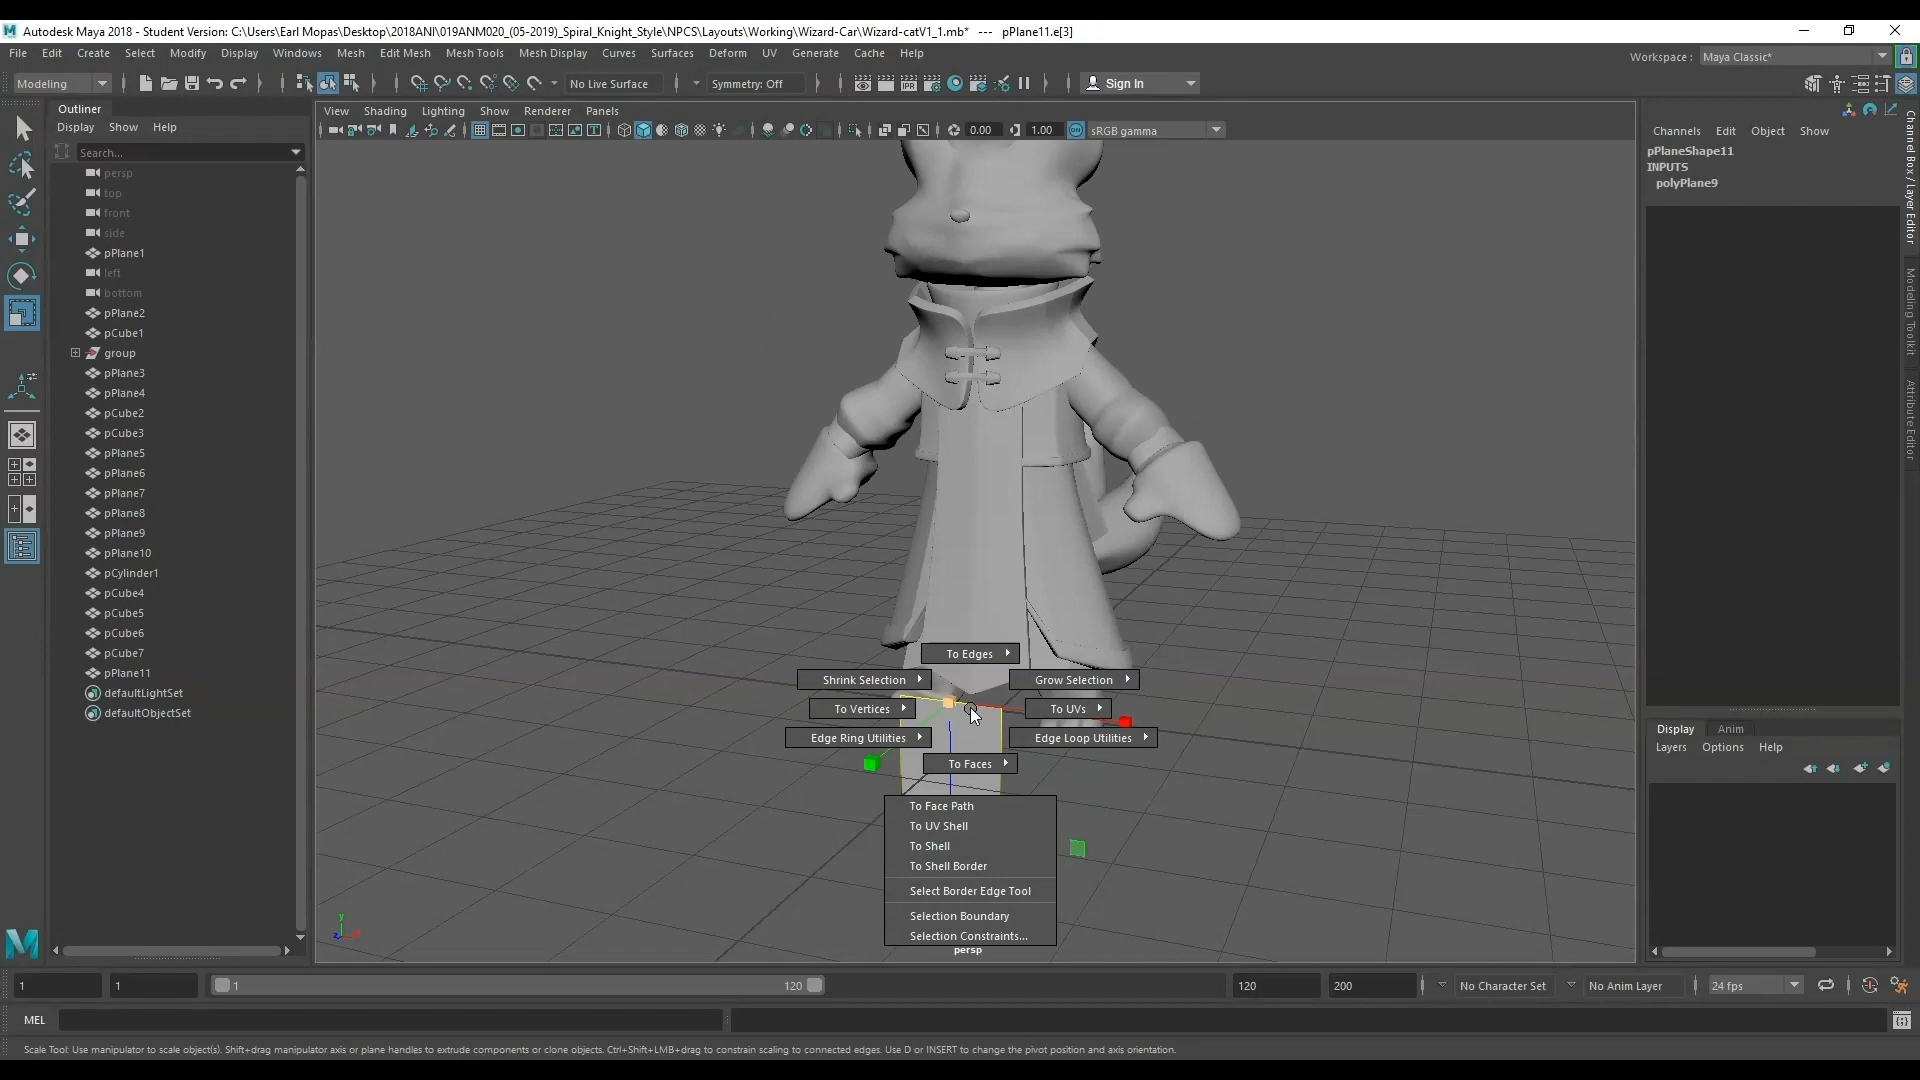 Autodesk Maya 2018 - Student Version: C:\Users\Earl Mopas\Desktop\2018ANI\019ANM020_(05-2019)_Spiral_Knight_Style\NPCS\Layouts\Working\Wizard-Car\Wizard-catV1_1.mb* --- pPlane11.e[3]
File Edit Create Select Modify Display Windows Mesh Edit Mesh Mesh Tools Mesh Display Curves Surfaces Deform UV Generate Cache Help
Workspace : Maya Classic*
Modeling
No Live Surface
Symmetry: Off
IPR
Sign In
Outliner
Display Show Help
Search...
persp
top
front
side
pPlane1
left
bottom
pPlane2
pCube1
group
pPlane3
pPlane4
pCube2
pCube3
pPlane5
pPlane6
pPlane7
pPlane8
pPlane9
pPlane10
pCylinder1
pCube4
pCube5
pCube6
pCube7
pPlane11
defaultLightSet
defaultObjectSet
View Shading Lighting Show Renderer Panels
0.00 1.00 ON sRGB gamma
To Edges
Shrink Selection
Grow Selection
To Vertices
To UVs
Edge Ring Utilities
Edge Loop Utilities
To Faces
To Face Path
To UV Shell
To Shell
To Shell Border
Select Border Edge Tool
Selection Boundary
Selection Constraints...
persp
y
z
Channels Edit Object Show
pPlaneShape11
INPUTS
polyPlane9
Channel Box / Layer Editor
Modeling Toolkit
Attribute Editor
Display Anim
Layers Options Help
1 1 1 120 120 200 No Character Set No Anim Layer 24 fps
MEL
Scale Tool: Use manipulator to scale object(s). Shift+drag manipulator axis or plane handles to extrude components or clone objects. Ctrl+Shift+LMB+drag to constrain scaling to connected edges. Use D or INSERT to change the pivot position and axis orientation.